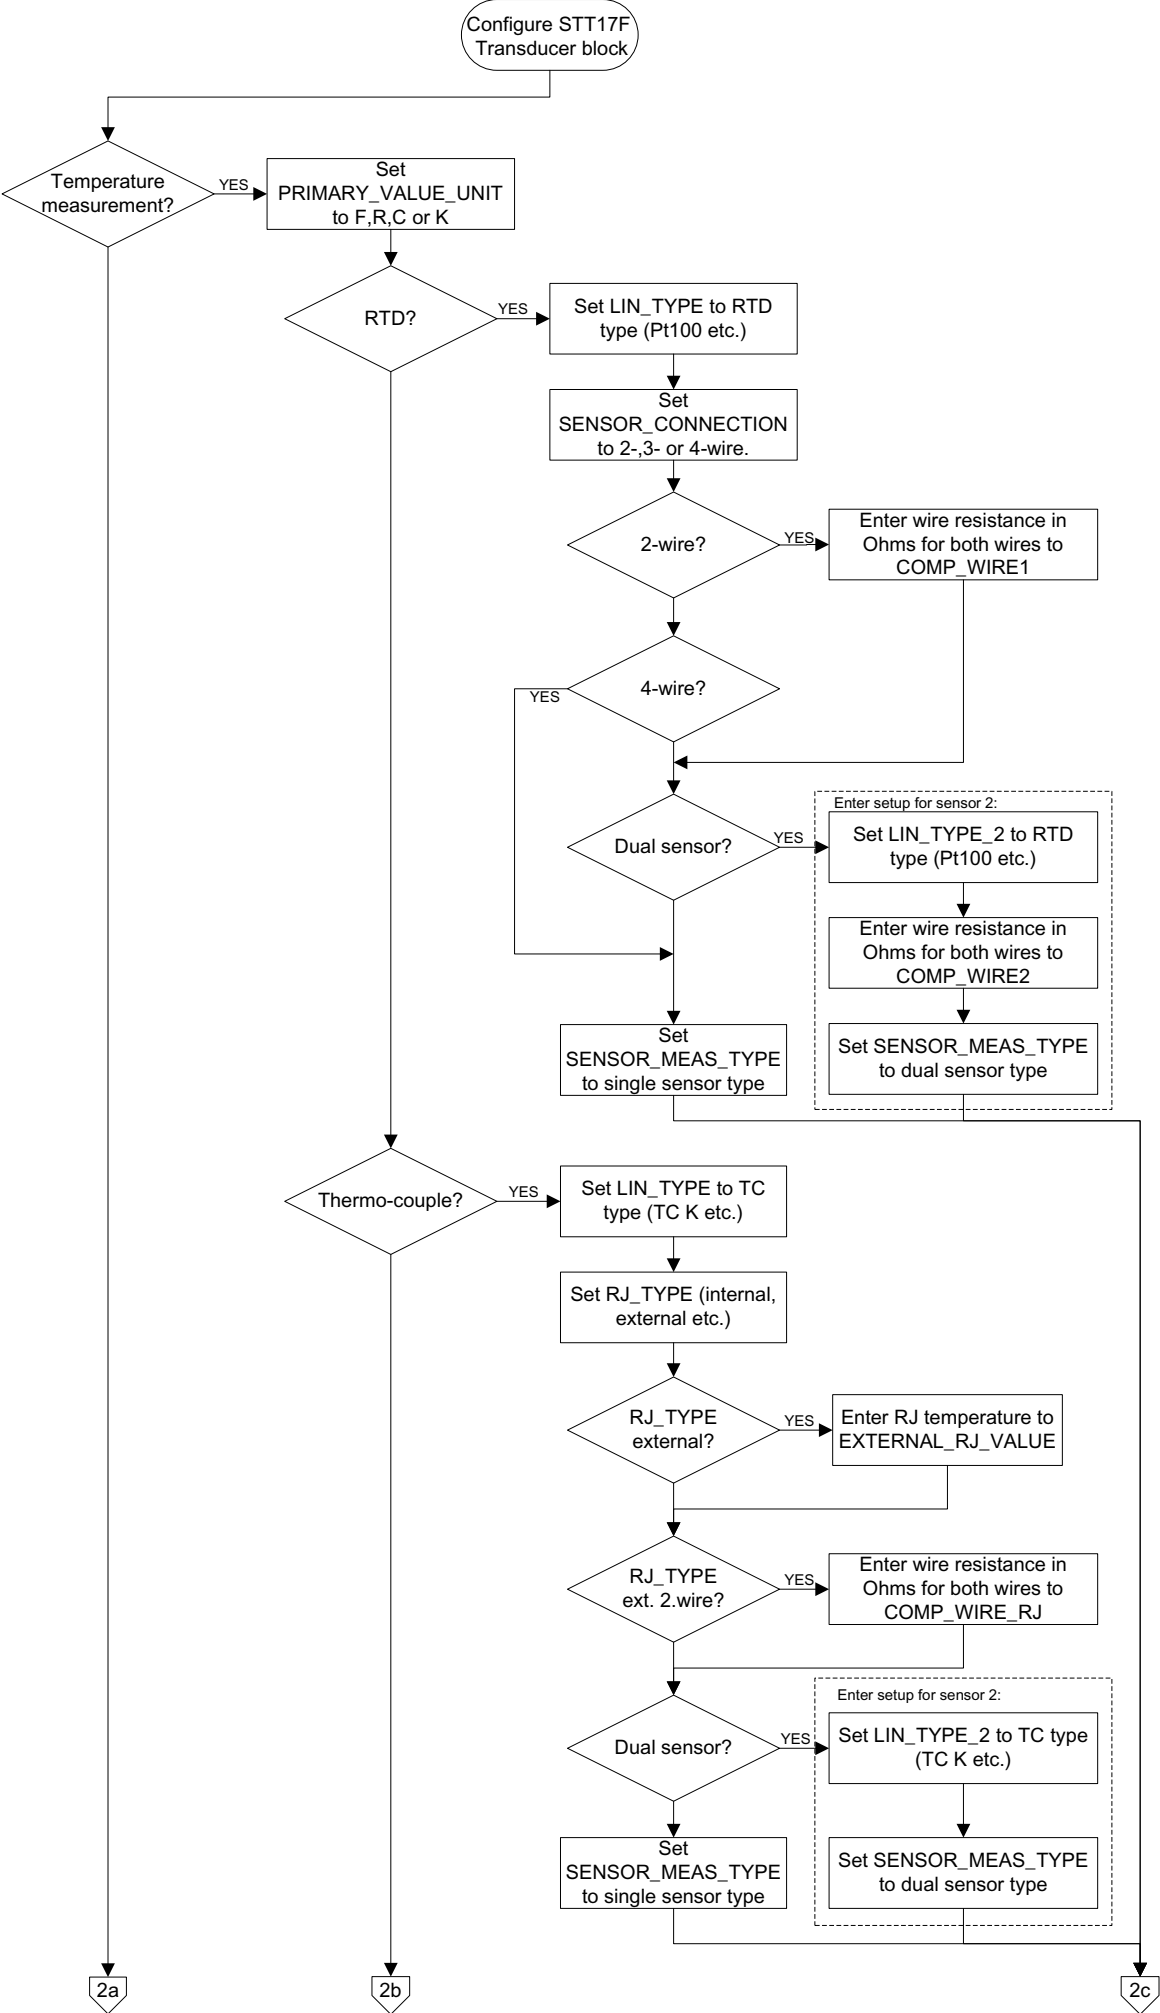 Configure STT17F
Transducer block
Temperature
measurement?
YES
Set
PRIMARY_VALUE_UNIT
to F,R,C or K
RTD?
YES
Set LIN_TYPE to RTD
type (Pt100 etc.)
Set
SENSOR_CONNECTION
to 2-,3- or 4-wire.
2-wire?
YES
Enter wire resistance in
Ohms for both wires to
COMP_WIRE1
4-wire?
YES
Dual sensor?
YES
Enter setup for sensor 2:
Set LIN_TYPE_2 to RTD
type (Pt100 etc.)
Enter wire resistance in
Ohms for both wires to
COMP_WIRE2
Set
SENSOR_MEAS_TYPE
to single sensor type
Set SENSOR_MEAS_TYPE
to dual sensor type
Thermo-couple?
YES
Set LIN_TYPE to TC
type (TC K etc.)
Set RJ_TYPE (internal,
external etc.)
RJ_TYPE
external?
YES
Enter RJ temperature to
EXTERNAL_RJ_VALUE
RJ_TYPE
ext. 2.wire?
YES
Enter wire resistance in
Ohms for both wires to
COMP_WIRE_RJ
Dual sensor?
YES
Enter setup for sensor 2:
Set LIN_TYPE_2 to TC type
(TC K etc.)
Set
SENSOR_MEAS_TYPE
to single sensor type
Set SENSOR_MEAS_TYPE
to dual sensor type
2a
2b
2c